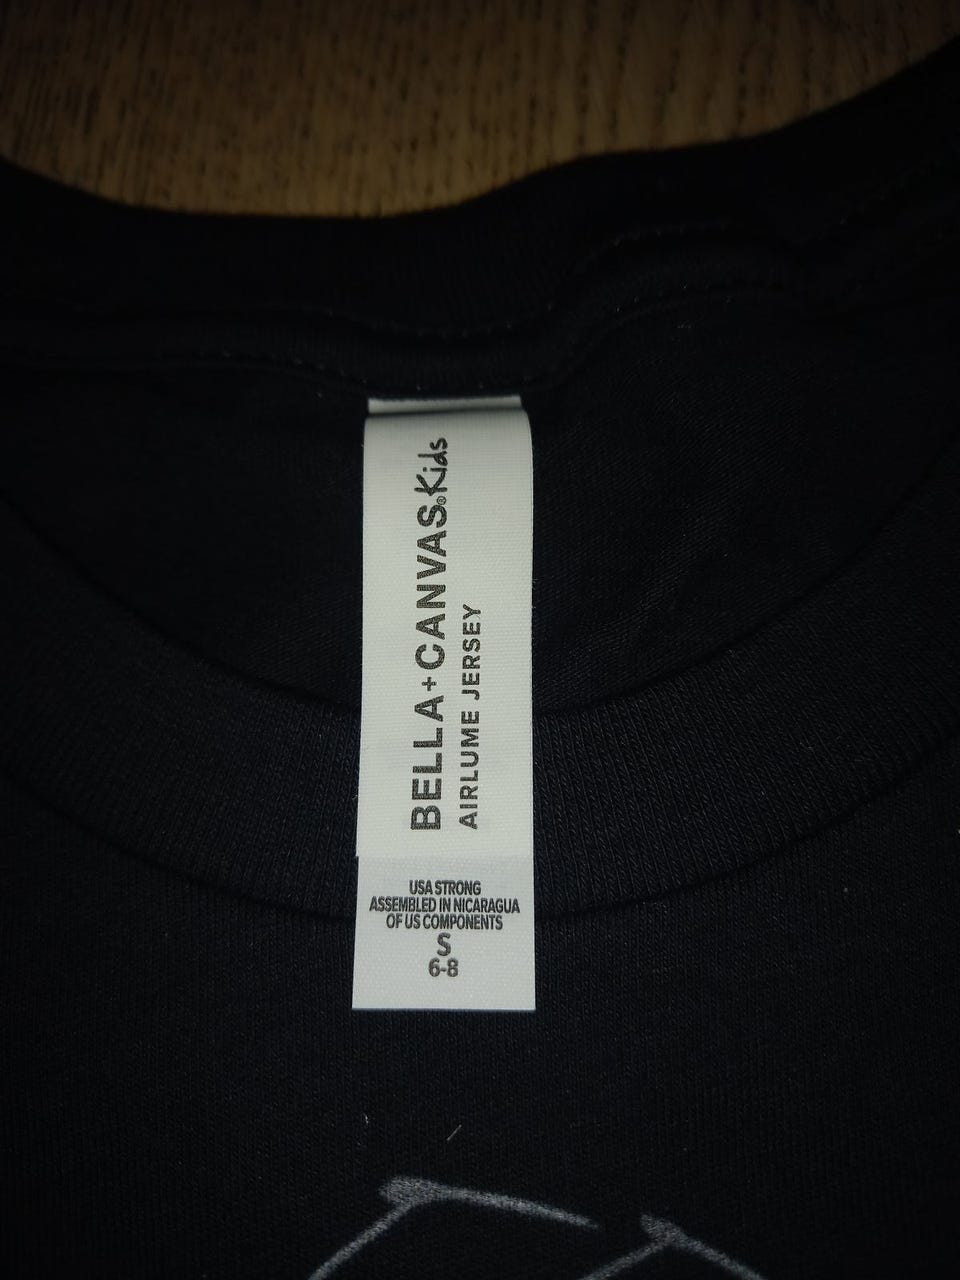 BELLA+CANVAS®Kids
AIRLUME JERSEY
USA STRONG
ASSEMBLED IN NICARAGUA
OF US COMPONENTS
S
6-8